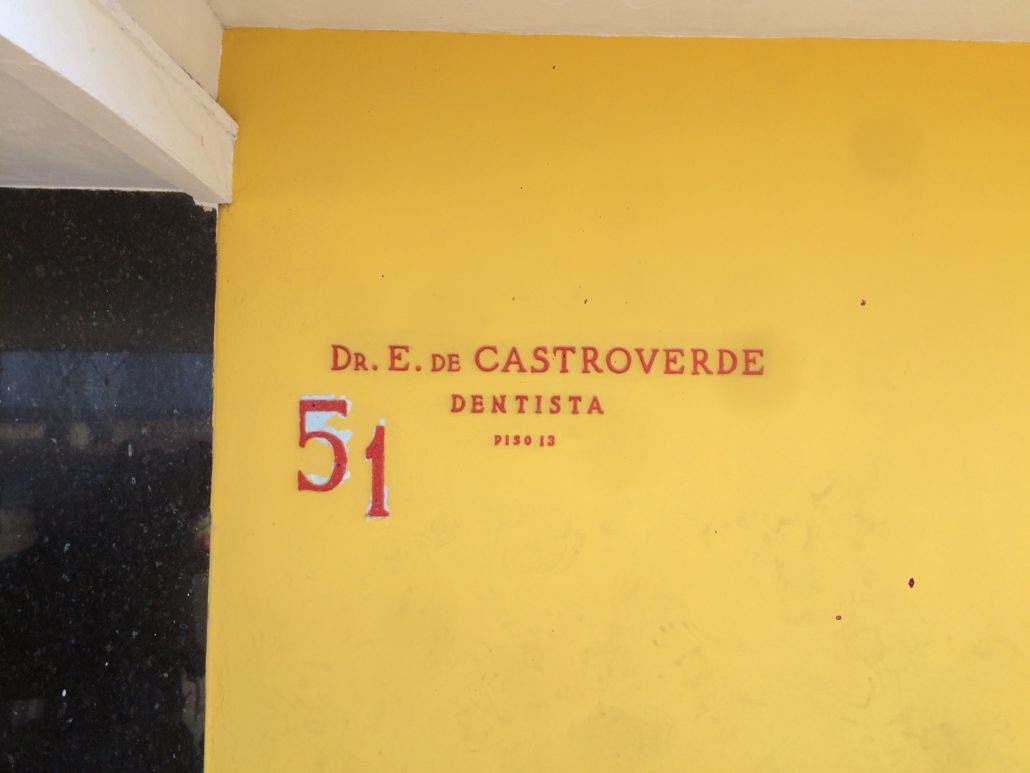 DR. E. DE CASTROVERDE
DENTISTA
PISO 13
51